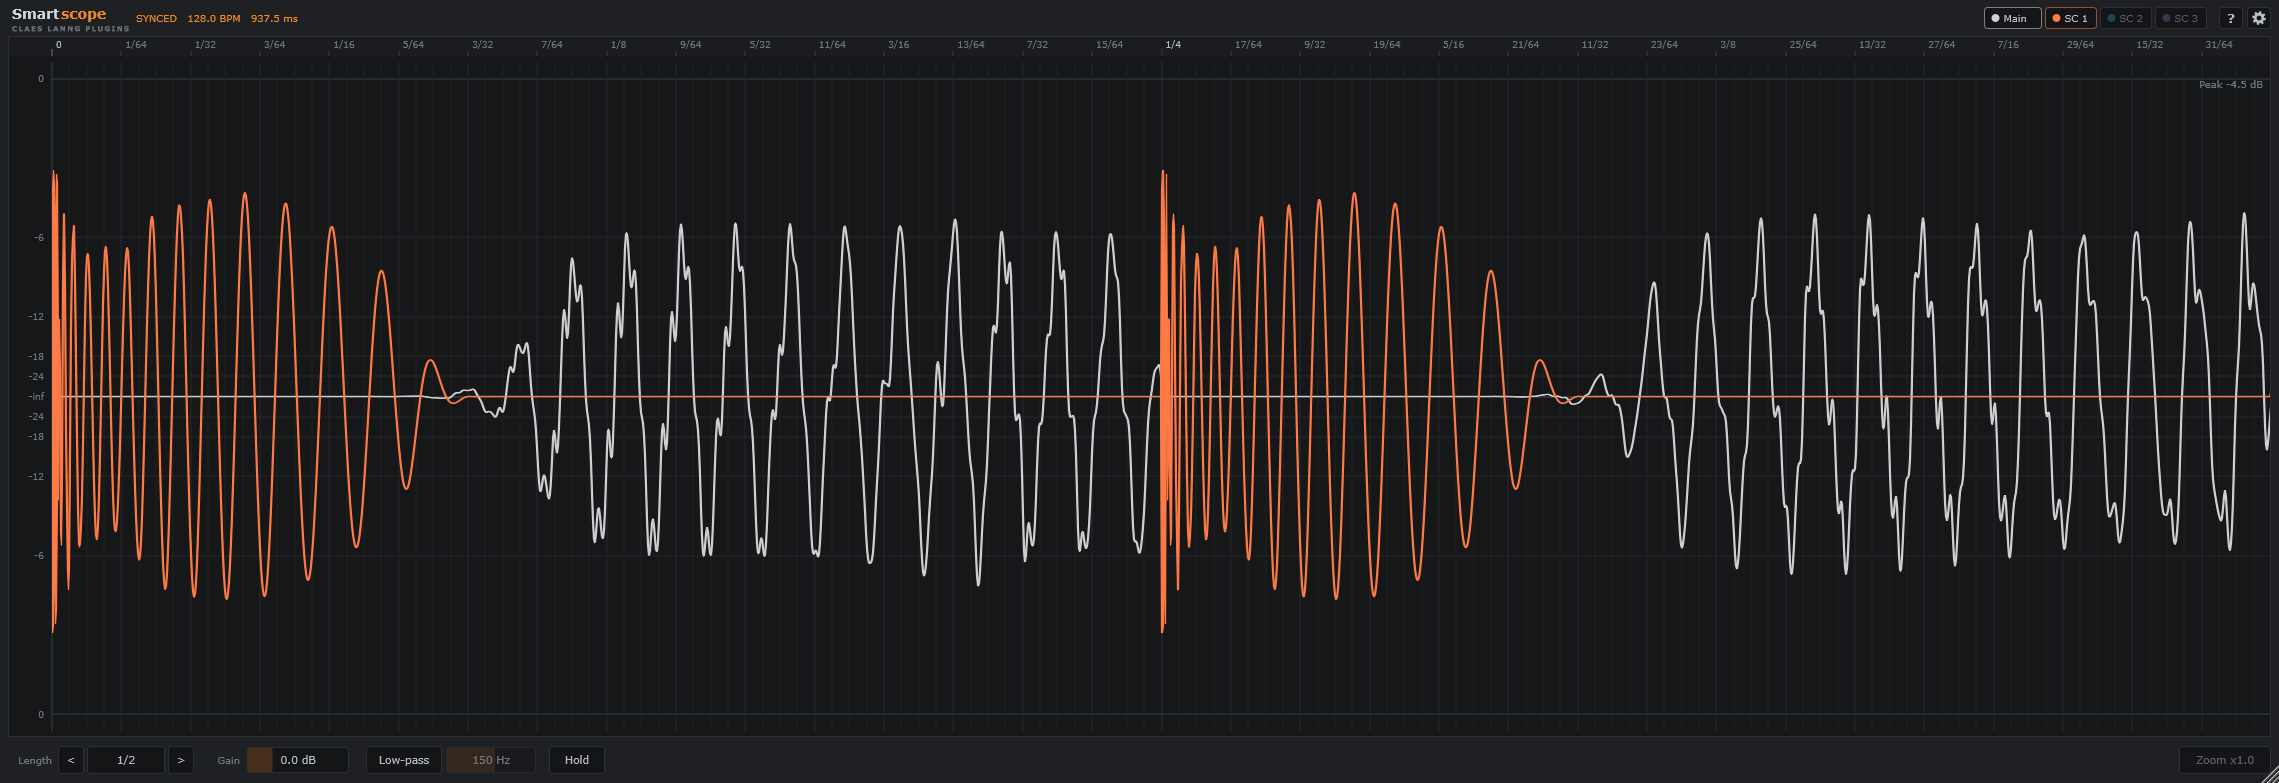 Smartscope SYNCED 128.0 BPM 937.5 ms Main SC 1 SC 2 SC 3 ?
CLAES LANNG PLUGINS
0 1/64 1/32 3/64 1/16 5/64 3/32 7/64 1/8 9/64 5/32 11/64 3/16 13/64 7/32 15/64 1/4 17/64 9/32 19/64 5/16 21/64 11/32 23/64 3/8 25/64 13/32 27/64 7/16 29/64 15/32 31/64
0
Peak -4.5 dB
-6
-12
-18
-24
-inf
-24
-18
-12
-6
0
Length < 1/2 > Gain 0.0 dB Low-pass 150 Hz Hold Zoom x1.0